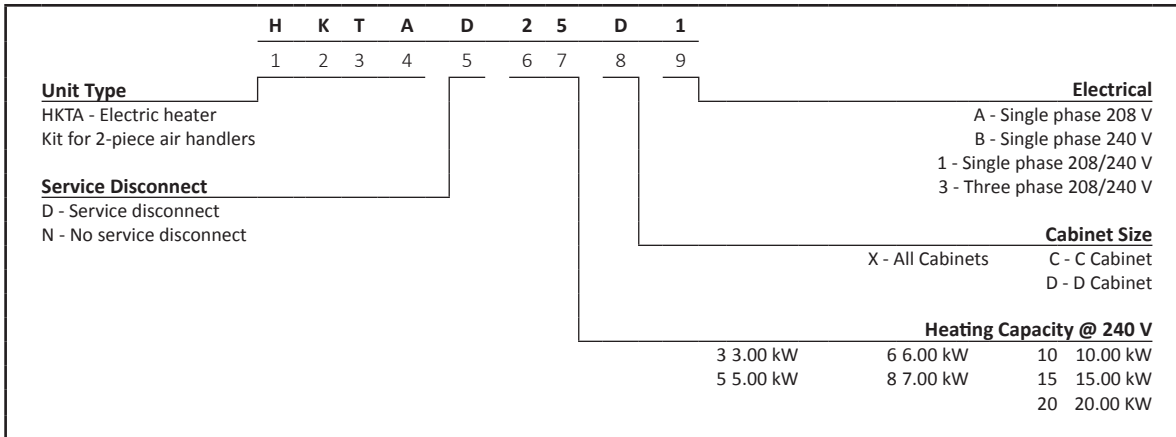 H K T A D 2 5 D 1
1 2 3 4 5 6 7 8 9
Unit Type
HKTA - Electric heater
Kit for 2-piece air handlers
Service Disconnect
D - Service disconnect
N - No service disconnect
Electrical
A - Single phase 208 V
B - Single phase 240 V
1 - Single phase 208/240 V
3 - Three phase 208/240 V
Cabinet Size
X - All Cabinets C - C Cabinet
D - D Cabinet
Heating Capacity @ 240 V
3 3.00 kW 6 6.00 kW 10 10.00 kW
5 5.00 kW 8 7.00 kW 15 15.00 kW
20 20.00 KW